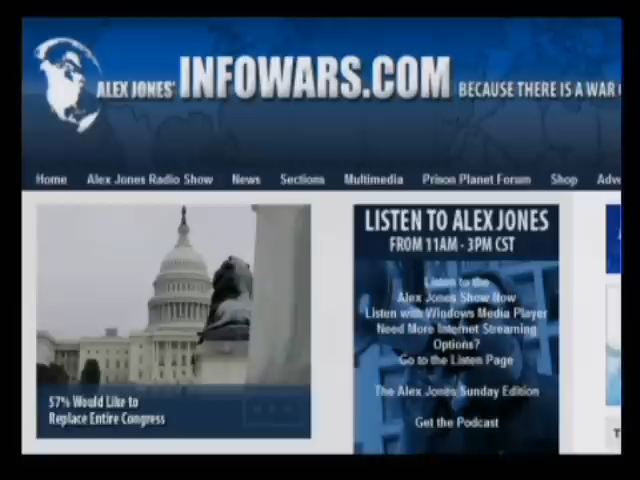 ALEX JONES' INFOWARS.COM BECAUSE THERE IS A WAR
Home Alex Jones Radio Show News Sections Multimedia Prison Planet Forum Shop Adve
LISTEN TO ALEX JONES
FROM 11AM - 3PM CST
Listen to the
Alex Jones Show Now
Listen with Windows Media Player
Need More Internet Streaming
Options?
Go to the Listen Page
The Alex Jones Sunday Edition
Get the Podcast
57% Would Like to
Replace Entire Congress